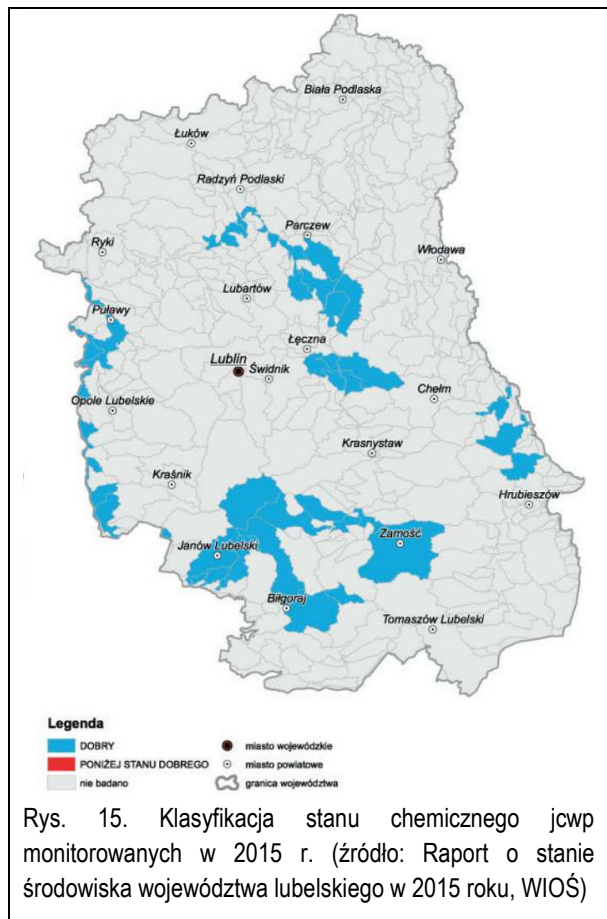 Biała Podlaska
Łuków
Radzyń Podlaski
Parczew
Ryki
Włodawa
Lubartów
Puławy
Łęczna
Lublin
Świdnik
Chełm
Opole Lubelskie
Krasnystaw
Kraśnik
Hrubieszów
Zamość
Janów Lubelski
Biłgoraj
Tomaszów Lubelski
Legenda
DOBRY
PONIŻEJ STANU DOBREGO
nie badano
miasto wojewódzkie
miasto powiatowe
granica województwa
Rys. 15. Klasyfikacja stanu chemicznego jcwp
monitorowanych w 2015 r. (źródło: Raport o stanie
środowiska województwa lubelskiego w 2015 roku, WIOŚ)